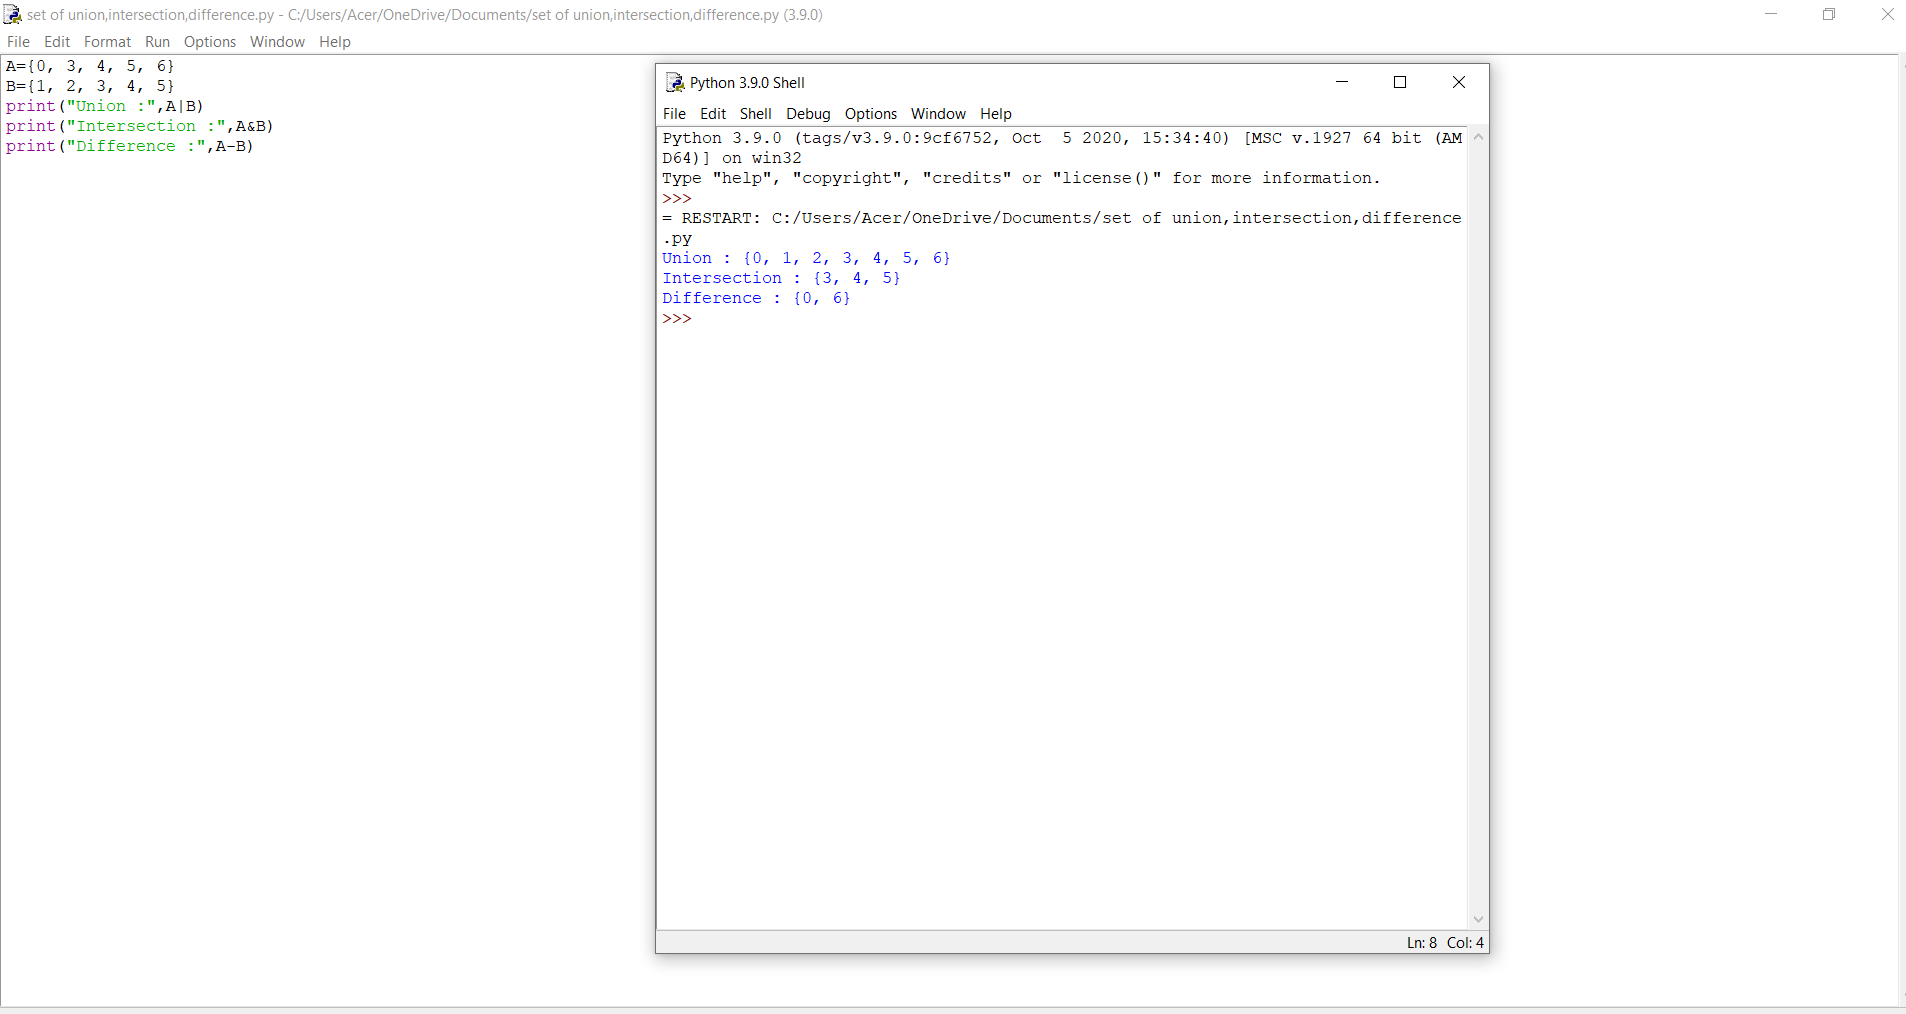 set of union,intersection,difference.py - C:/Users/Acer/OneDrive/Documents/set of union,intersection,difference.py (3.9.0)
File Edit Format Run Options Window Help
A={0, 3, 4, 5, 6}
B={1, 2, 3, 4, 5}
print("Union :",A|B)
print("Intersection :",A&B)
print("Difference :",A-B)
Python 3.9.0 Shell
File Edit Shell Debug Options Window Help
Python 3.9.0 (tags/v3.9.0:9cf6752, Oct  5 2020, 15:34:40) [MSC v.1927 64 bit (AM
D64)] on win32
Type "help", "copyright", "credits" or "license()" for more information.
>>>
= RESTART: C:/Users/Acer/OneDrive/Documents/set of union,intersection,difference
.py
Union : {0, 1, 2, 3, 4, 5, 6}
Intersection : {3, 4, 5}
Difference : {0, 6}
>>>
Ln: 8 Col: 4